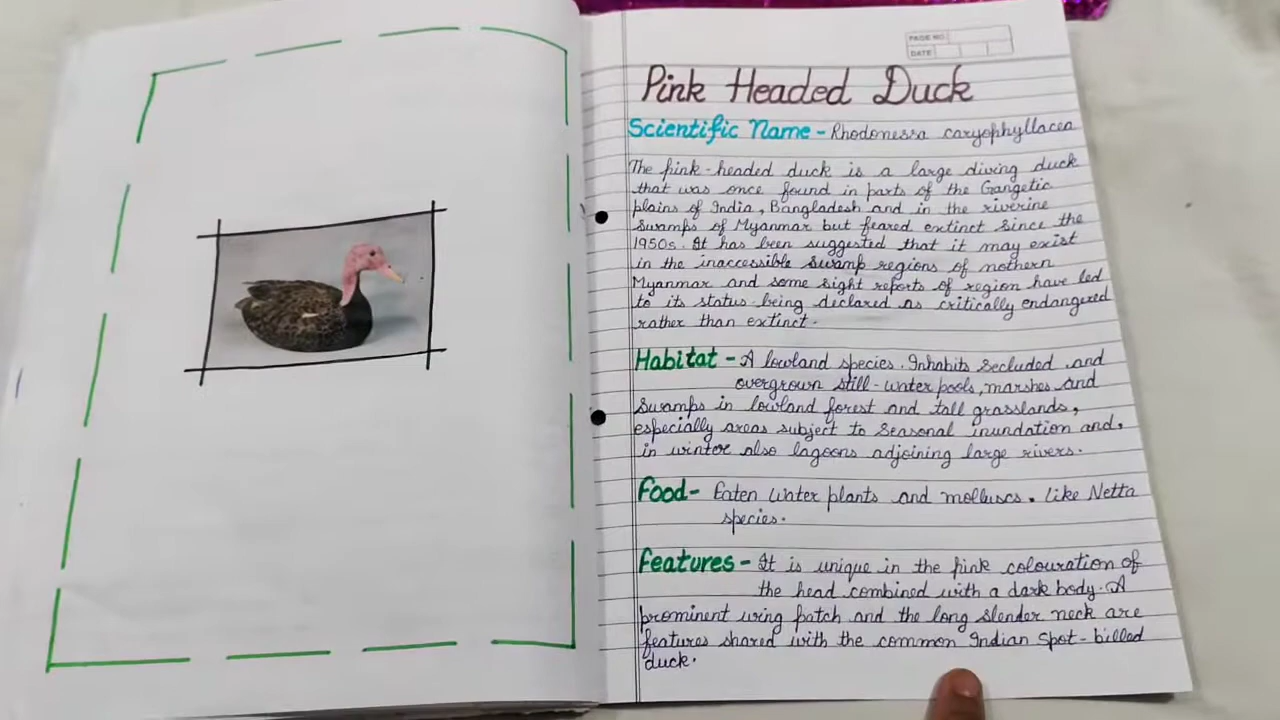 PAGE NO.
DATE
Pink Headed Duck
Scientific Name - Rhodonessa caryophyllacea
The pink-headed duck is a large diving duck
that was once found in parts of the Gangetic
plains of India, Bangladesh and in the riverine
swamps of Myanmar but feared extinct since the
1950s. It has been suggested that it may exist
in the inaccessible swamp regions of nothern
Myanmar and some sight reports of region have led
to its status being declared as critically endangered
rather than extinct.
Habitat - A lowland species. Inhabits secluded and
overgrown still-water pools, marshes and
swamps in lowland forest and tall grasslands,
especially areas subject to seasonal inundation and,
in winter also lagoons adjoining large rivers.
Food - Eaten water plants and molluscs. like Netta
species.
Features - It is unique in the pink colouration of
the head combined with a dark body. A
prominent wing patch and the long slender neck are
features shared with the common Indian spot-billed
duck.